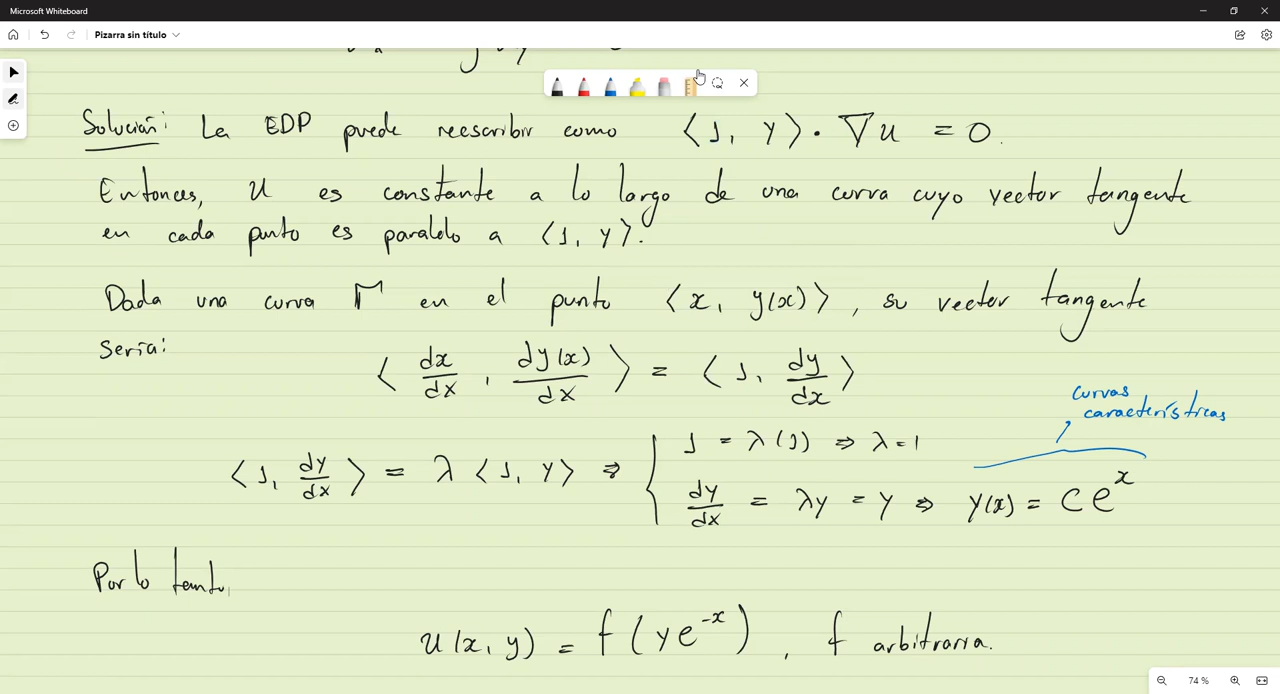 Microsoft Whiteboard
Pizarra sin título
Solución: La EDP puede reescribir como ⟨1, y⟩ · ∇u = 0.
Entonces, u es constante a lo largo de una curva cuyo vector tangente
en cada punto es paralelo a ⟨1, y⟩.
Dada una curva Γ en el punto ⟨x, y(x)⟩, su vector tangente
sería:
⟨dx/dx, dy(x)/dx⟩ = ⟨1, dy/dx⟩
curvas
características
⟨1, dy/dx⟩ = λ⟨1, y⟩ ⇒ { 1 = λ(1) ⇒ λ = 1
dy/dx = λy = y ⇒ y(x) = Ce^x
Por lo tanto,
u(x, y) = f(ye^{-x}), f arbitraria.
74 %